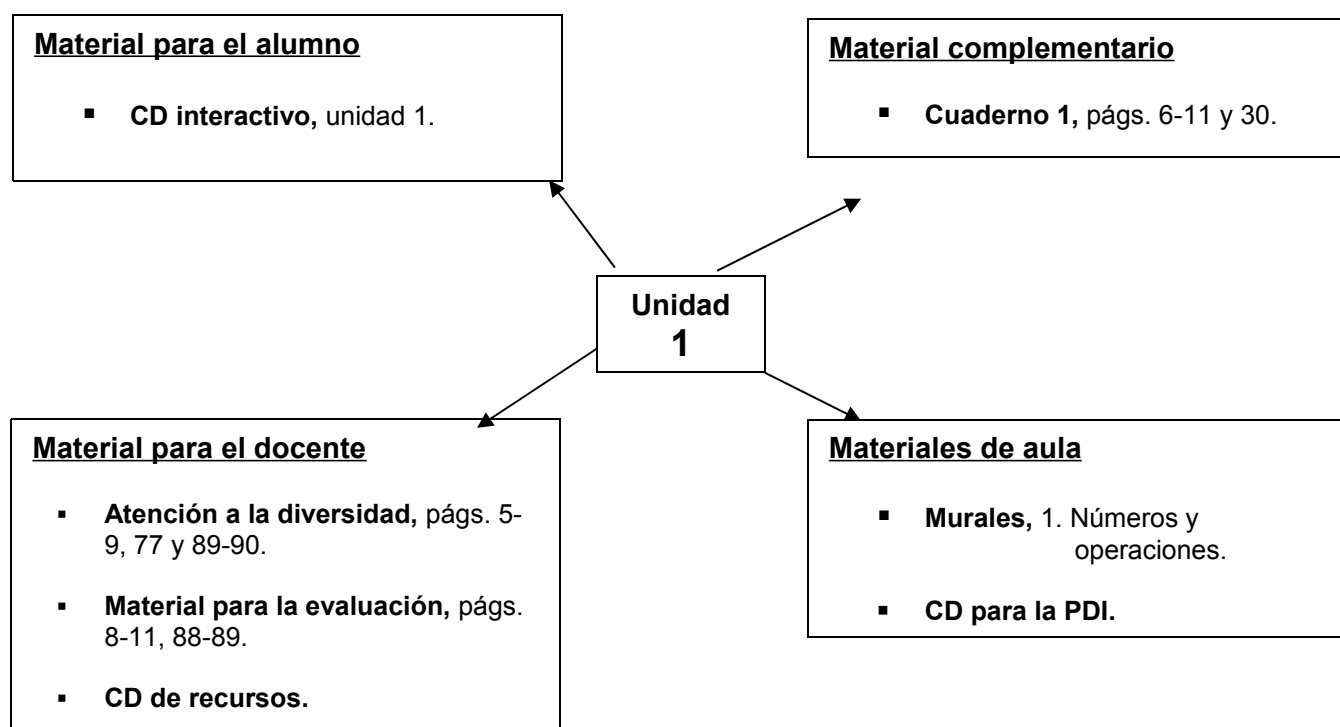 Material para el alumno
▪ CD interactivo, unidad 1.
Material complementario
▪ Cuaderno 1, págs. 6-11 y 30.
Unidad
1
Material para el docente
▪ Atención a la diversidad, págs. 5-
9, 77 y 89-90.
▪ Material para la evaluación, págs.
8-11, 88-89.
▪ CD de recursos.
Materiales de aula
▪ Murales, 1. Números y
operaciones.
▪ CD para la PDI.